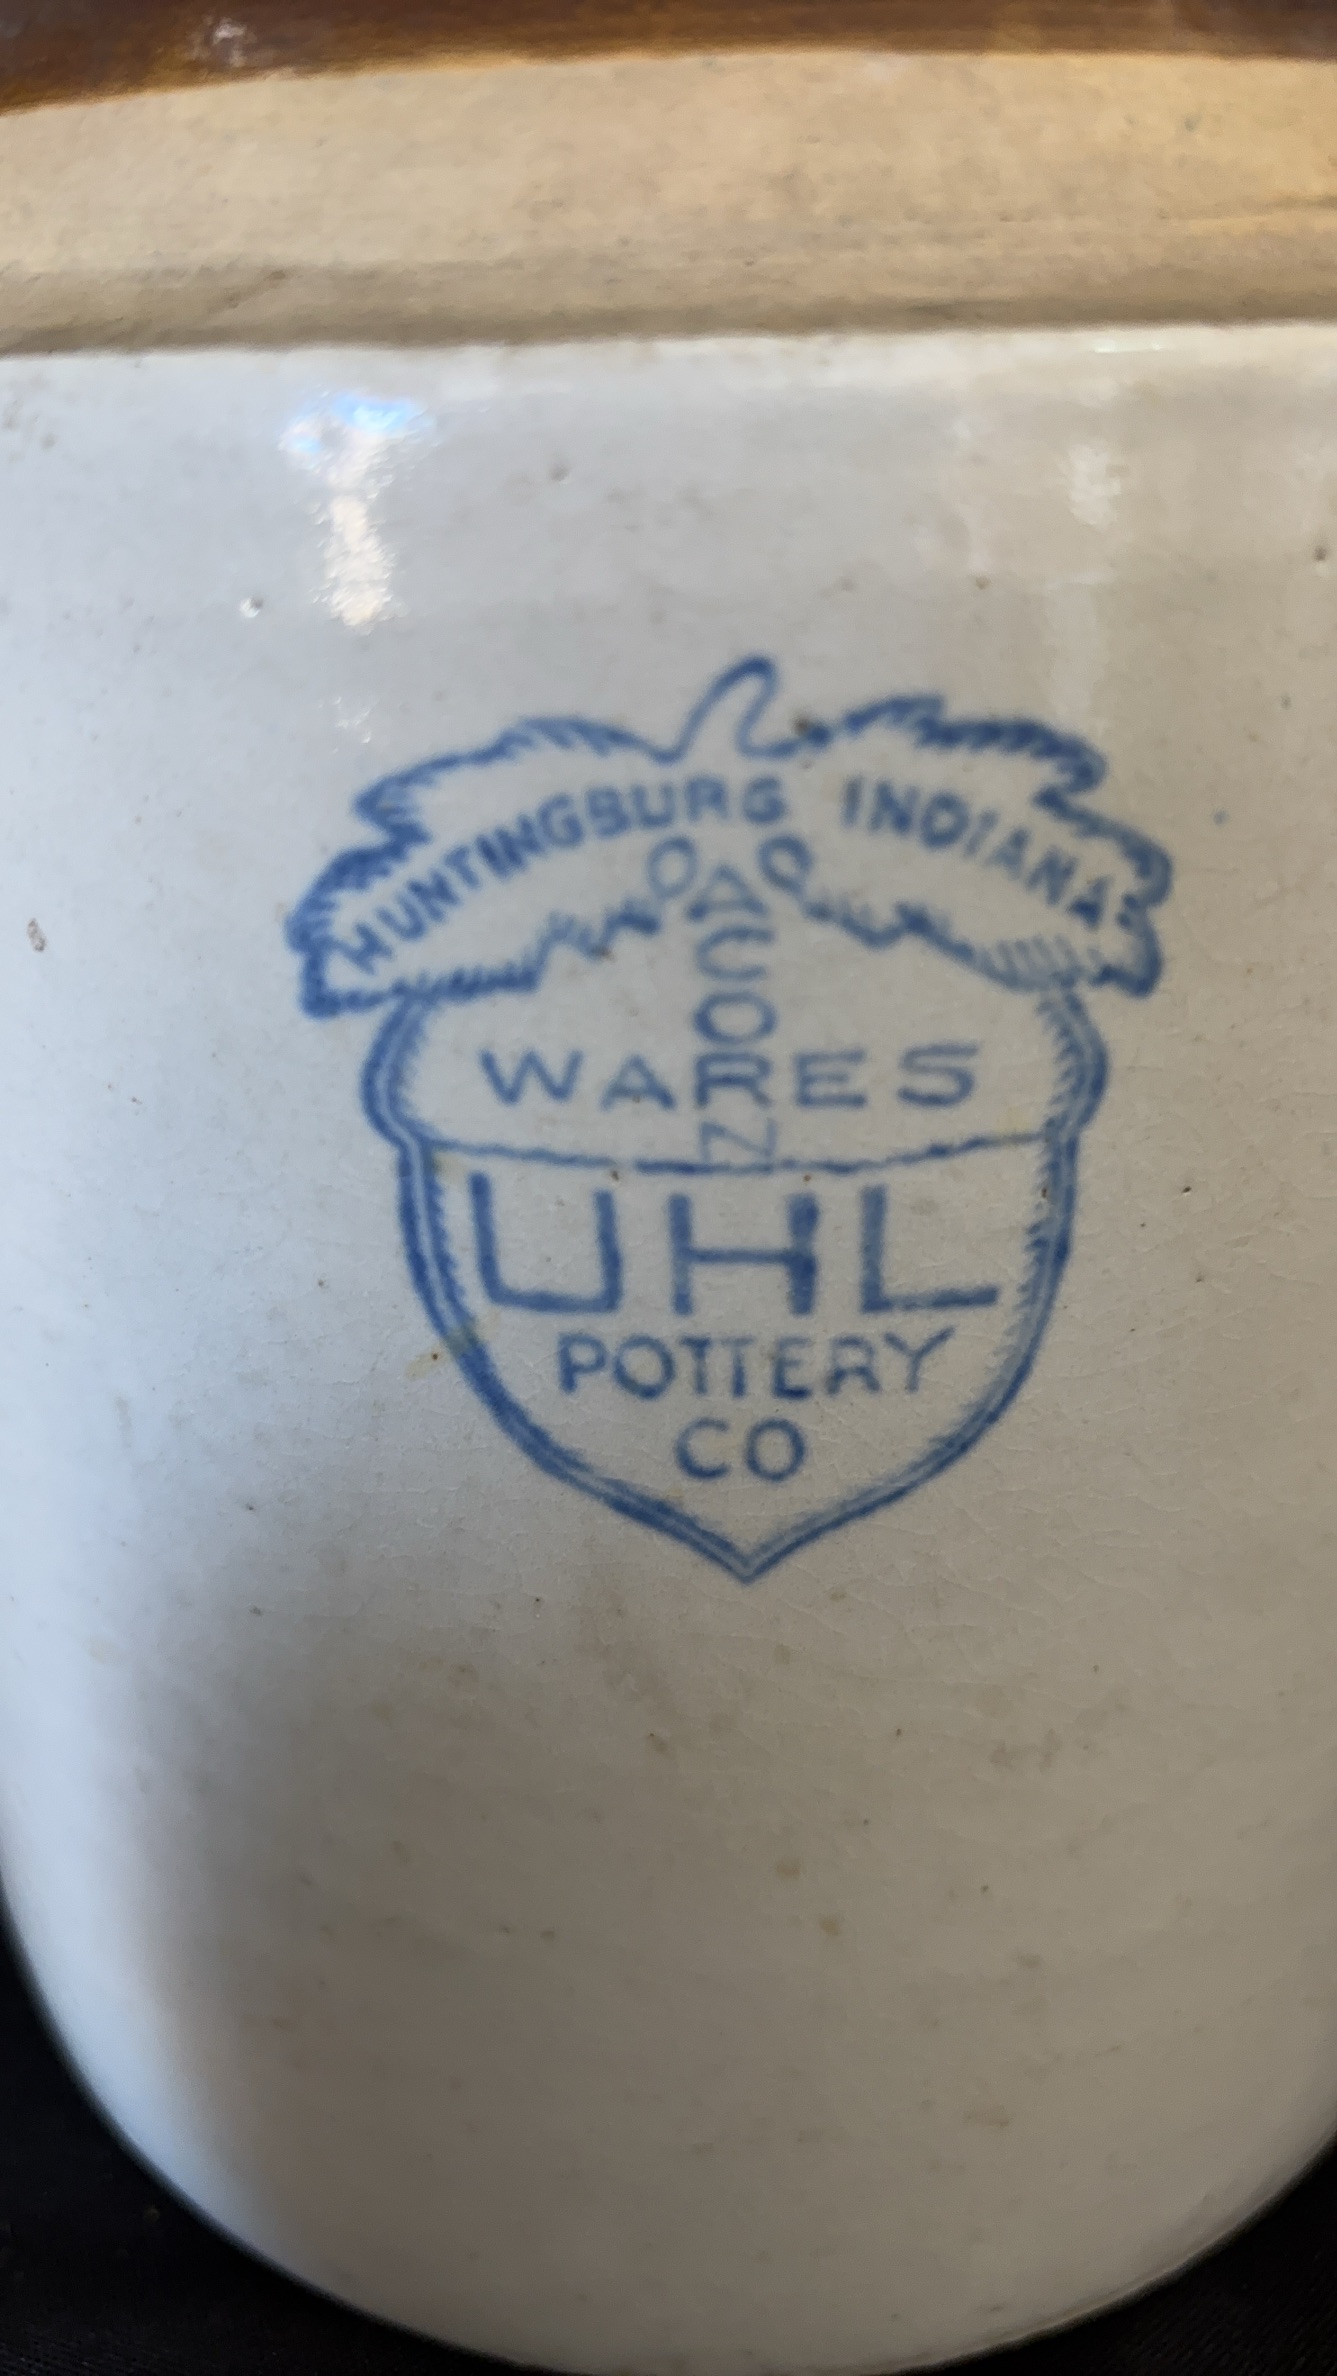 HUNTINGBURG INDIANA
ACORN
WARES
UHL
POTTERY
CO